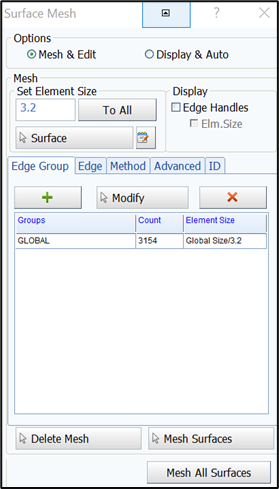 Surface Mesh ? ×
Options
Mesh & Edit Display & Auto
Mesh
Set Element Size Display
3.2 To All Edge Handles
Elm.Size
Surface
Edge Group Edge Method Advanced ID
Modify
Groups Count Element Size
GLOBAL 3154 Global Size/3.2
Delete Mesh Mesh Surfaces
Mesh All Surfaces